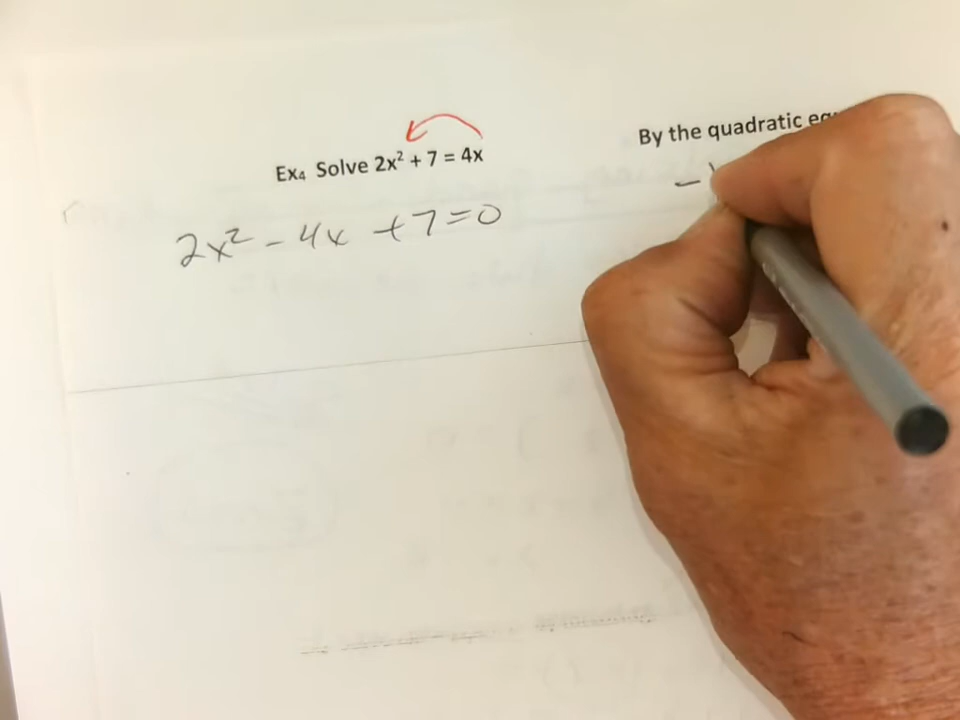 Ex4 Solve 2x² + 7 = 4x
2x² - 4x + 7 = 0
By the quadratic
-